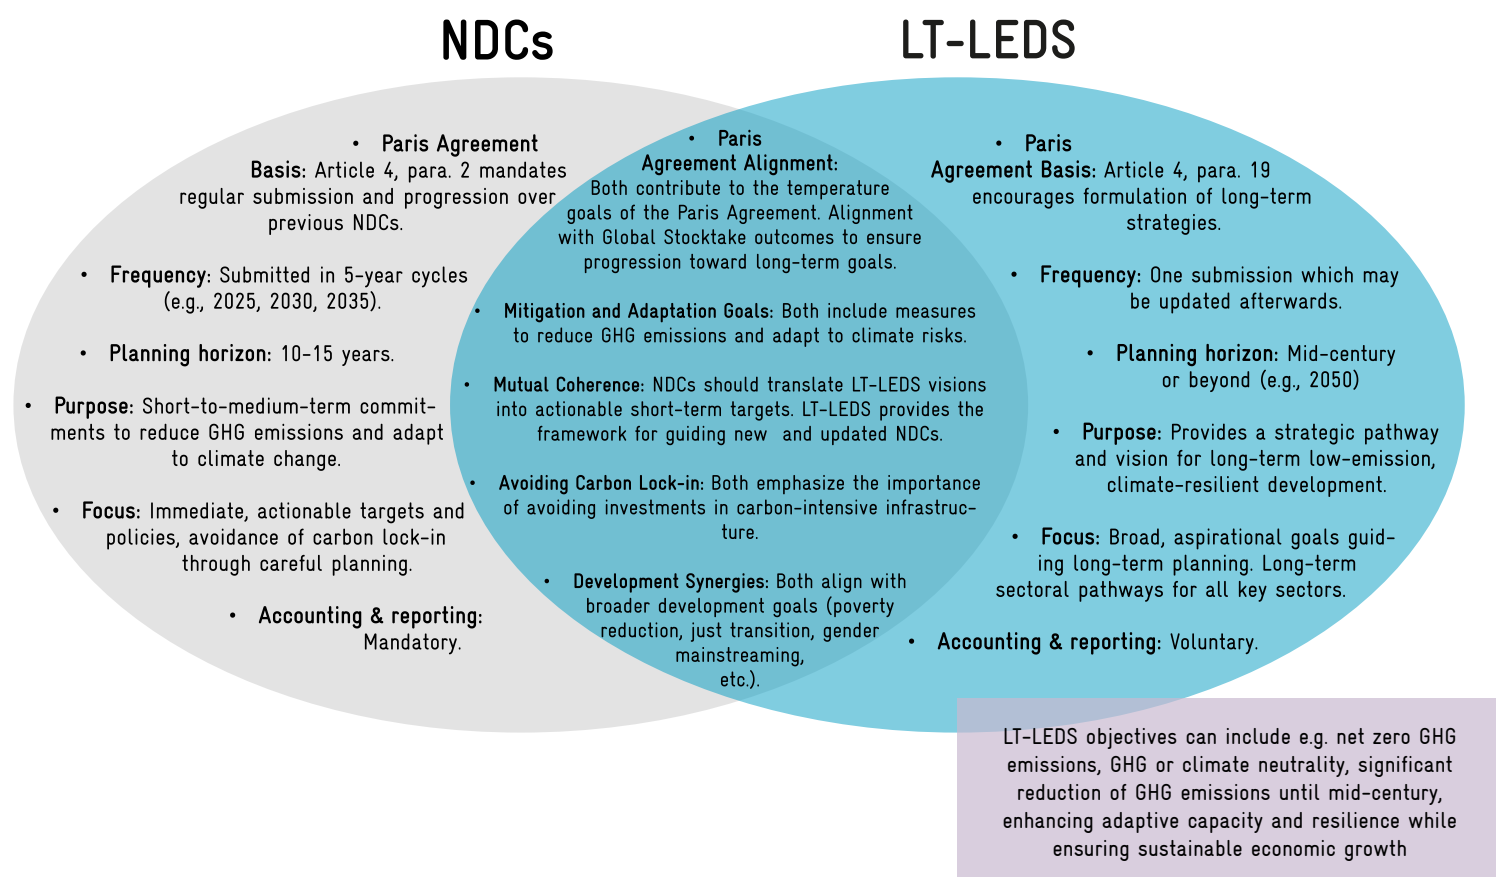 NDCs
LT-LEDS
• Paris Agreement
Basis: Article 4, para. 2 mandates
regular submission and progression over
previous NDCs.
• Frequency: Submitted in 5-year cycles
(e.g., 2025, 2030, 2035).
• Planning horizon: 10-15 years.
• Purpose: Short-to-medium-term commit-
ments to reduce GHG emissions and adapt
to climate change.
• Focus: Immediate, actionable targets and
policies, avoidance of carbon lock-in
through careful planning.
• Accounting & reporting:
Mandatory.
• Paris
Agreement Alignment:
Both contribute to the temperature
goals of the Paris Agreement. Alignment
with Global Stocktake outcomes to ensure
progression toward long-term goals.
• Mitigation and Adaptation Goals: Both include measures
to reduce GHG emissions and adapt to climate risks.
• Mutual Coherence: NDCs should translate LT-LEDS visions
into actionable short-term targets. LT-LEDS provides the
framework for guiding new  and updated NDCs.
• Avoiding Carbon Lock-in: Both emphasize the importance
of avoiding investments in carbon-intensive infrastruc-
ture.
• Development Synergies: Both align with
broader development goals (poverty
reduction, just transition, gender
mainstreaming,
etc.).
• Paris
Agreement Basis: Article 4, para. 19
encourages formulation of long-term
strategies.
• Frequency: One submission which may
be updated afterwards.
• Planning horizon: Mid-century
or beyond (e.g., 2050)
• Purpose: Provides a strategic pathway
and vision for long-term low-emission,
climate-resilient development.
• Focus: Broad, aspirational goals guid-
ing long-term planning. Long-term
sectoral pathways for all key sectors.
• Accounting & reporting: Voluntary.
LT-LEDS objectives can include e.g. net zero GHG
emissions, GHG or climate neutrality, significant
reduction of GHG emissions until mid-century,
enhancing adaptive capacity and resilience while
ensuring sustainable economic growth